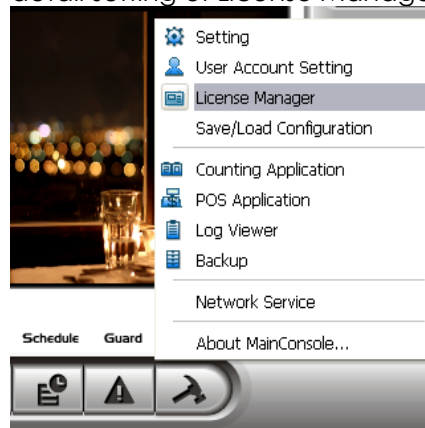 Setting
User Account Setting
License Manager
Save/Load Configuration
Counting Application
POS Application
Log Viewer
Backup
Network Service
Schedule Guard
About MainConsole...